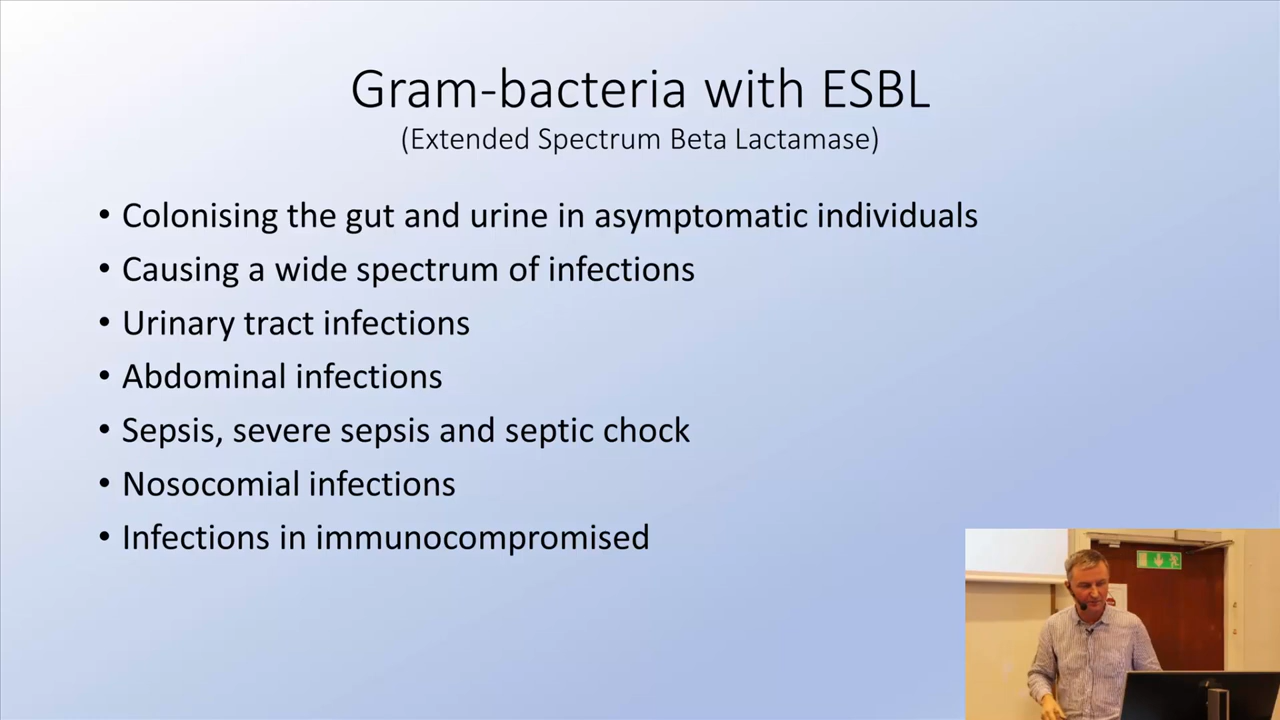 Gram-bacteria with ESBL
(Extended Spectrum Beta Lactamase)
• Colonising the gut and urine in asymptomatic individuals
• Causing a wide spectrum of infections
• Urinary tract infections
• Abdominal infections
• Sepsis, severe sepsis and septic chock
• Nosocomial infections
• Infections in immunocompromised